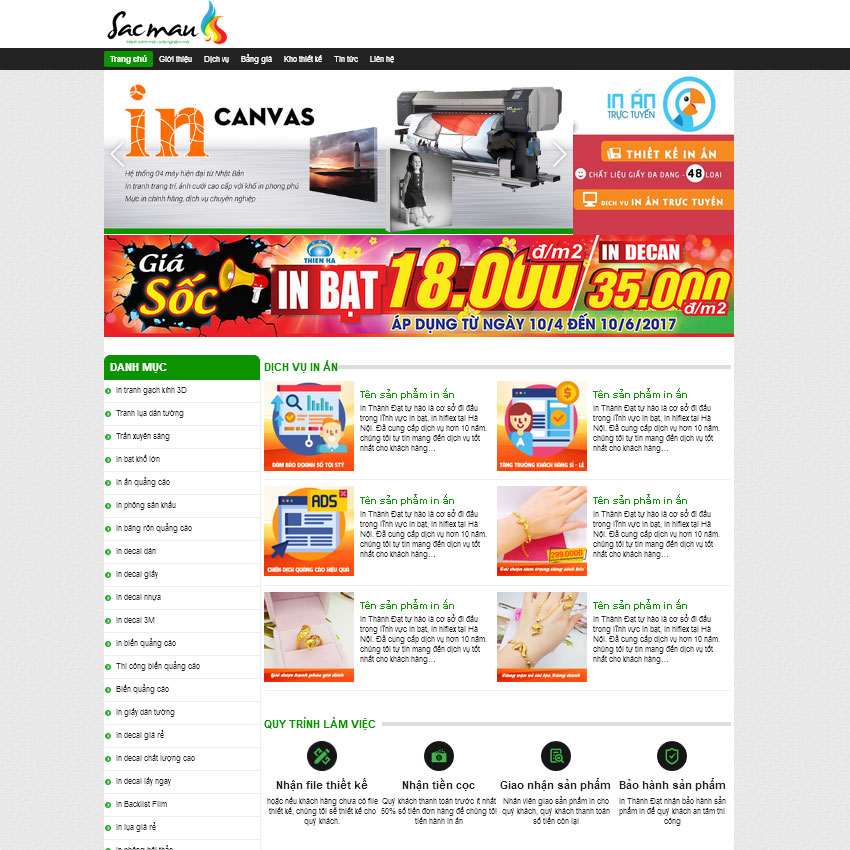 Sacmau
Trang chủ
Giới thiệu
Dịch vụ
Bảng giá
Kho thiết kế
Tin tức
Liên hệ
in CANVAS
Hệ thống 04 máy hiện đại từ Nhật Bản
In tranh trang trí, ảnh cưới cao cấp với khổ in phong phú
Mực in chính hãng, dịch vụ chuyên nghiệp
IN ẤN
TRỰC TUYẾN
THIẾT KẾ IN ẤN
CHẤT LIỆU GIẤY ĐA DẠNG - 48 LOẠI
DỊCH VỤ IN ẤN TRỰC TUYẾN
Giá
Sốc
THIEN HA
IN BẠT 18.000 đ/m2
IN DECAN
35.000 đ/m2
ÁP DỤNG TỪ NGÀY 10/4 ĐẾN 10/6/2017
DANH MỤC
In tranh gạch kính 3D
Tranh lụa dán tường
Trần xuyên sáng
In bạt khổ lớn
In ấn quảng cáo
In phông sân khấu
In băng rôn quảng cáo
In decal dán
In decal giấy
In decal nhựa
In decal 3M
In biển quảng cáo
Thi công biển quảng cáo
Biển quảng cáo
In giấy dán tường
In decal giá rẻ
In decal chất lượng cao
In decal lấy ngay
In Backlist Film
In lụa giá rẻ
In phông hội thảo
DỊCH VỤ IN ẤN
ĐẢM BẢO DOANH SỐ TỚI STY
Tên sản phẩm in ấn
In Thành Đạt tự hào là cơ sở đi đầu
trong lĩnh vực in bạt, in hiflex tại Hà
Nội. Đã cung cấp dịch vụ hơn 10 năm.
chúng tôi tự tin mang đến dịch vụ tốt
nhất cho khách hàng…
$
TĂNG TRƯỞNG KHÁCH HÀNG SỈ - LẺ
Tên sản phẩm in ấn
In Thành Đạt tự hào là cơ sở đi đầu
trong lĩnh vực in bạt, in hiflex tại Hà
Nội. Đã cung cấp dịch vụ hơn 10 năm.
chúng tôi tự tin mang đến dịch vụ tốt
nhất cho khách hàng…
ADS
CHIẾN DỊCH QUẢNG CÁO HIỆU QUẢ
Tên sản phẩm in ấn
In Thành Đạt tự hào là cơ sở đi đầu
trong lĩnh vực in bạt, in hiflex tại Hà
Nội. Đã cung cấp dịch vụ hơn 10 năm.
chúng tôi tự tin mang đến dịch vụ tốt
nhất cho khách hàng…
299.000Đ
Tên sản phẩm in ấn
In Thành Đạt tự hào là cơ sở đi đầu
trong lĩnh vực in bạt, in hiflex tại Hà
Nội. Đã cung cấp dịch vụ hơn 10 năm.
chúng tôi tự tin mang đến dịch vụ tốt
nhất cho khách hàng…
Tên sản phẩm in ấn
In Thành Đạt tự hào là cơ sở đi đầu
trong lĩnh vực in bạt, in hiflex tại Hà
Nội. Đã cung cấp dịch vụ hơn 10 năm.
chúng tôi tự tin mang đến dịch vụ tốt
nhất cho khách hàng…
Tên sản phẩm in ấn
In Thành Đạt tự hào là cơ sở đi đầu
trong lĩnh vực in bạt, in hiflex tại Hà
Nội. Đã cung cấp dịch vụ hơn 10 năm.
chúng tôi tự tin mang đến dịch vụ tốt
nhất cho khách hàng…
QUY TRÌNH LÀM VIỆC
Nhận file thiết kế
hoặc nếu khách hàng chưa có file
thiết kế, chúng tôi sẽ thiết kế cho
quý khách.
Nhận tiền cọc
Quý khách thanh toán trước ít nhất
50% số tiền đơn hàng để chúng tôi
tiến hành in ấn
Giao nhận sản phẩm
Nhân viên giao sản phẩm in cho
quý khách, quý khách thanh toán
số tiền còn lại
Bảo hành sản phẩm
In Thành Đạt nhận bảo hành sản
phẩm in để quý khách an tâm thi
công